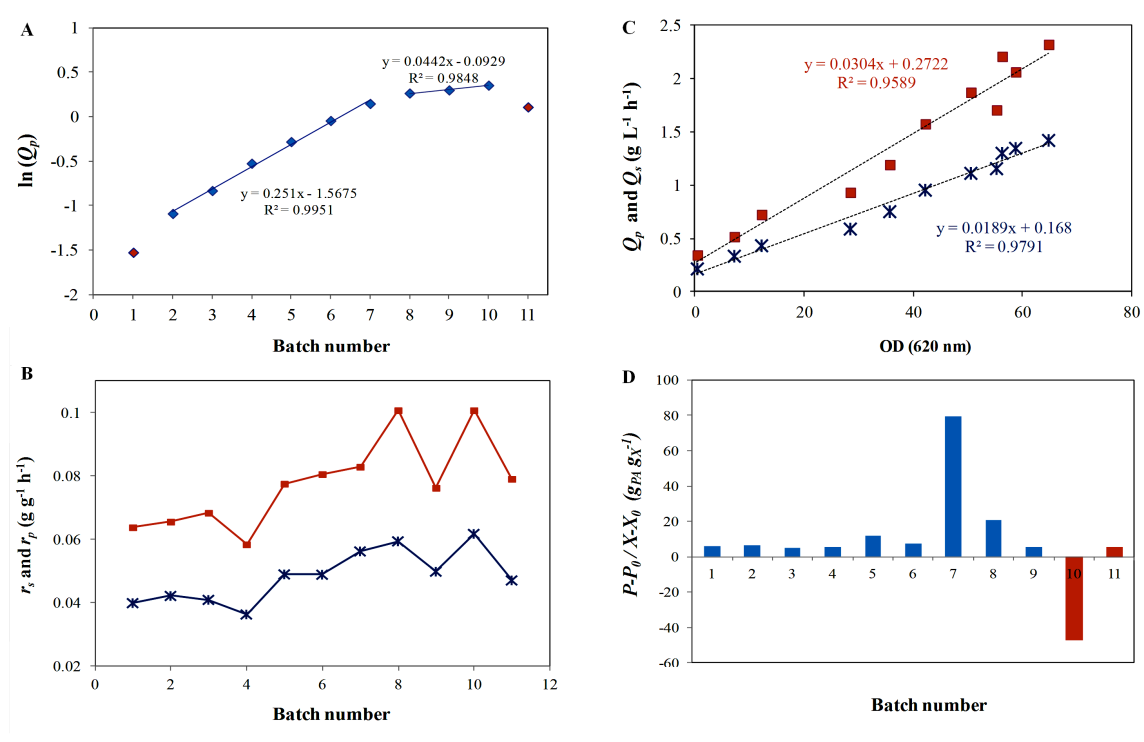 A
ln (Qp)
1
0.5
0
-0.5
-1
-1.5
-2
y = 0.0442x - 0.0929
R² = 0.9848
y = 0.251x - 1.5675
R² = 0.9951
0 1 2 3 4 5 6 7 8 9 10 11
Batch number
C
Qp and Qs (g L⁻¹ h⁻¹)
2.5
2
1.5
1
0.5
0
y = 0.0304x + 0.2722
R² = 0.9589
y = 0.0189x + 0.168
R² = 0.9791
0 20 40 60 80
OD (620 nm)
B
rs and rp (g g⁻¹ h⁻¹)
0.1
0.08
0.06
0.04
0.02
0 2 4 6 8 10 12
Batch number
D
P-P0 / X-X0 (gPA gX⁻¹)
100
80
60
40
20
0
-20
-40
-60
1 2 3 4 5 6 7 8 9 10 11
Batch number